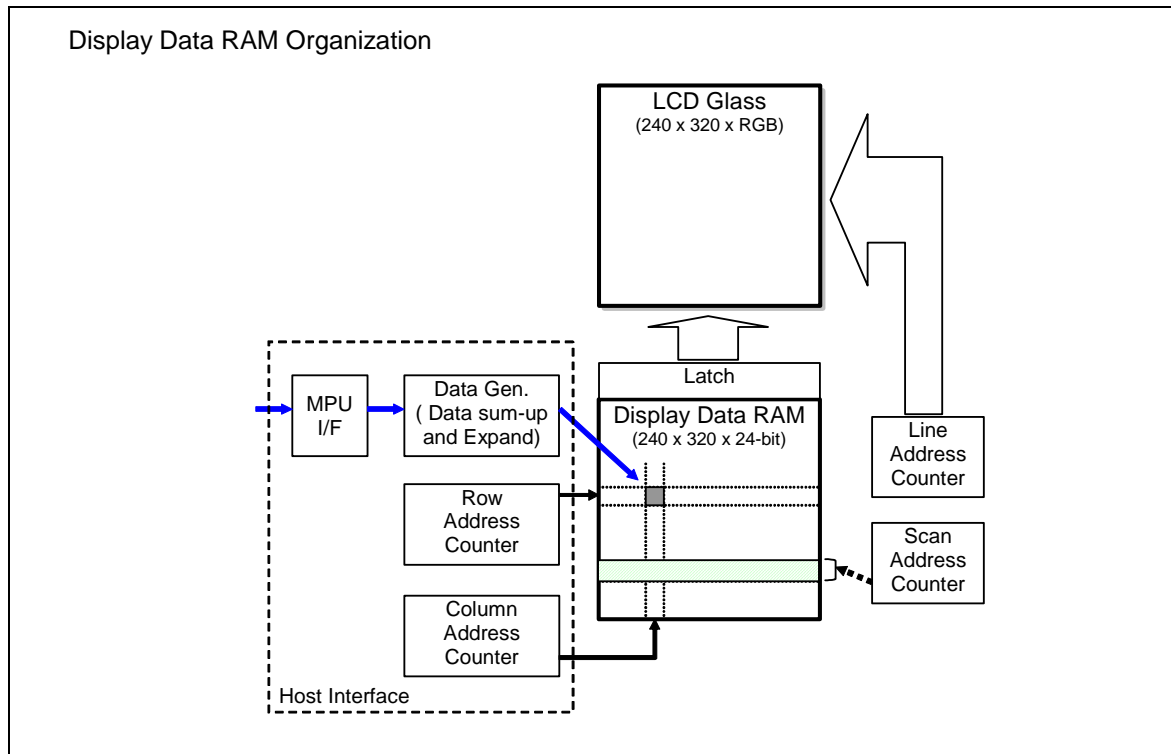 Display Data RAM Organization
LCD Glass
(240 x 320 x RGB)
Latch
MPU
I/F
Data Gen.
( Data sum-up
and Expand)
Display Data RAM
(240 x 320 x 24-bit)
Line
Address
Counter
Row
Address
Counter
Scan
Address
Counter
Column
Address
Counter
Host Interface